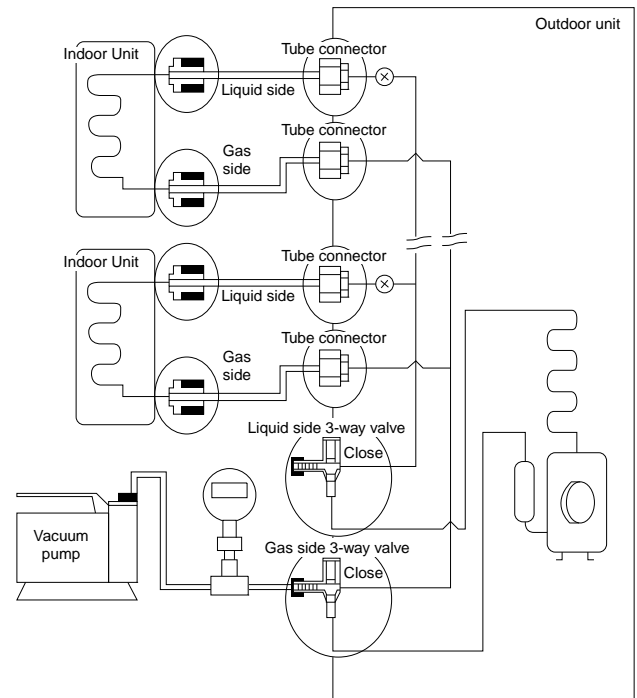 Outdoor unit
Indoor Unit
Tube connector
Liquid side
Tube connector
Gas
side
Indoor Unit
Tube connector
Liquid side
Tube connector
Gas
side
Liquid side 3-way valve
Close
Vacuum
pump
Gas side 3-way valve
Close